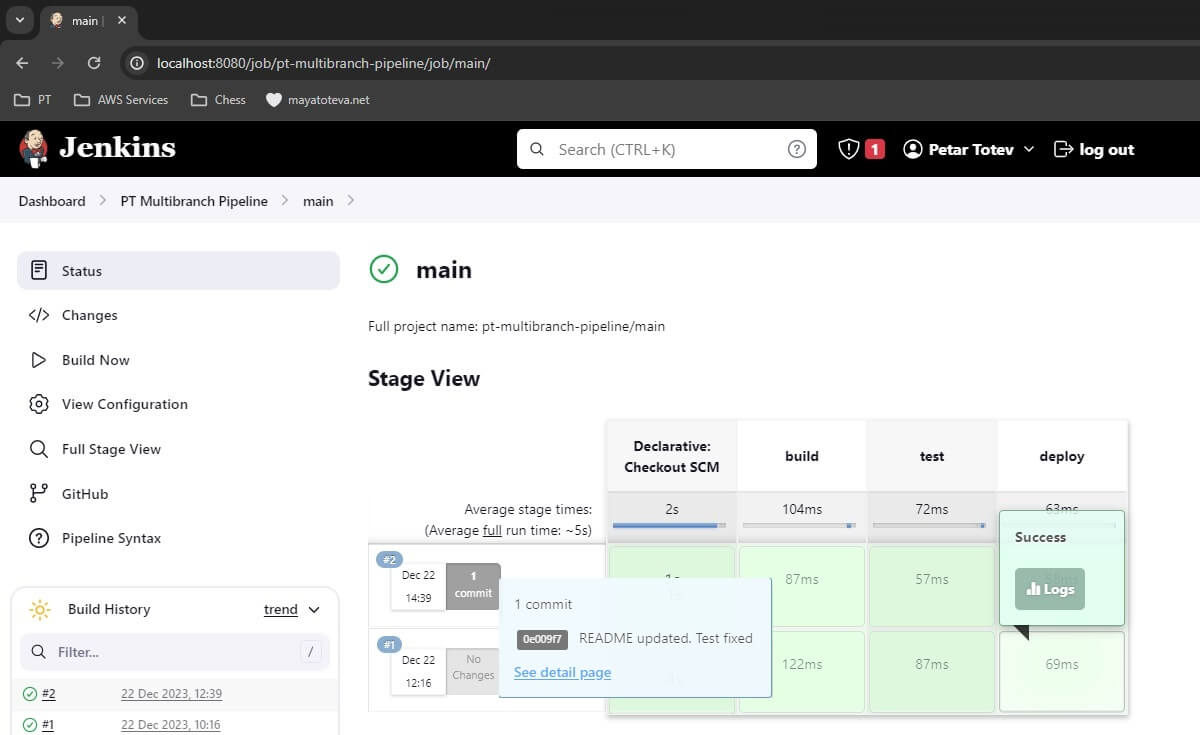 main |
localhost:8080/job/pt-multibranch-pipeline/job/main/
PT
AWS Services
Chess
mayatoteva.net
Jenkins
Search (CTRL+K)
1
Petar Totev
log out
Dashboard
PT Multibranch Pipeline
main
Status
Changes
Build Now
View Configuration
Full Stage View
GitHub
Pipeline Syntax
Build History
trend
Filter...
/
#2
22 Dec 2023, 12:39
#1
22 Dec 2023, 10:16
main
Full project name: pt-multibranch-pipeline/main
Stage View
Declarative:
Checkout SCM
build
test
deploy
Average stage times:
(Average full run time: ~5s)
2s
104ms
72ms
63ms
#2
Dec 22
14:39
1
commit
1s
87ms
57ms
Success
Logs
1 commit
0e009f7 README updated. Test fixed
See detail page
#1
Dec 22
12:16
No
Changes
122ms
87ms
69ms